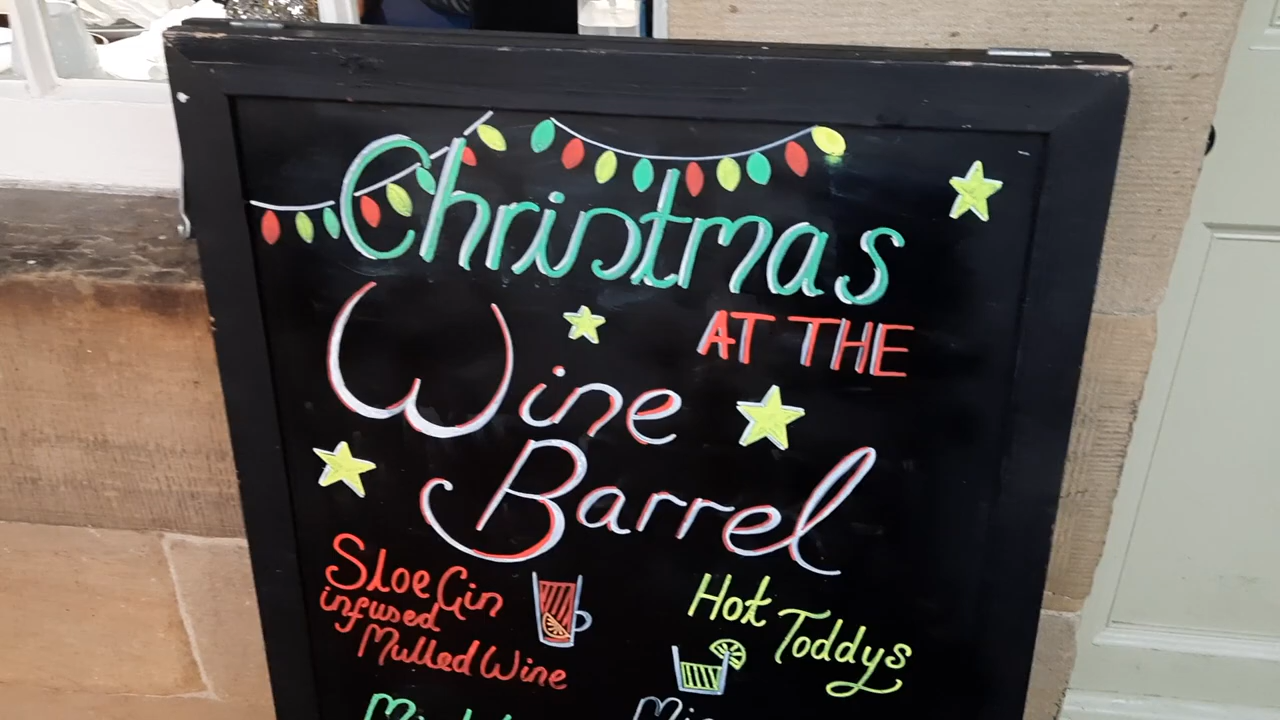 Christmas
AT THE
Wine
Barrel
Sloe Gin
infused
Mulled Wine
Hot
Toddys